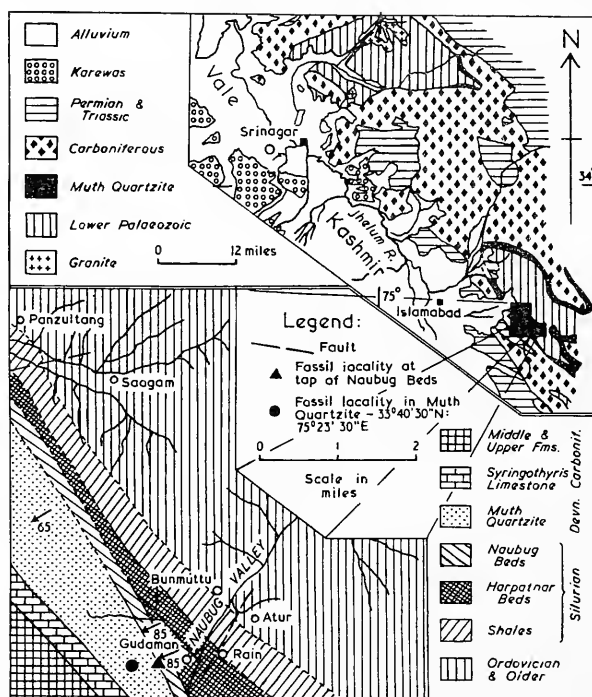 Alluvium
Karewas
Permian &
Triassic
Carboniferous
Muth Quartzite
Lower Palaeozoic
Granite
0 12 miles
Vale
Srinagar
Jhelum R.
Kashmir
Islamabad
75°
34°
N
Panzultang
Saagam
65
Bunmuttu
NAUBUG VALLEY
Atur
Gudaman
85
85
Rain
Legend:
Fault
Fossil locality at
top of Naubug Beds
Fossil locality in Muth
Quartzite – 33°40'30"N:
75°23'30"E
0 1 2
Scale in
miles
Middle &
Upper Fms.
Syringothyris
Limestone
Carbonif.
Muth
Quartzite
Devn.
Naubug
Beds
Harpatnar
Beds
Shales
Silurian
Ordovician
& Older